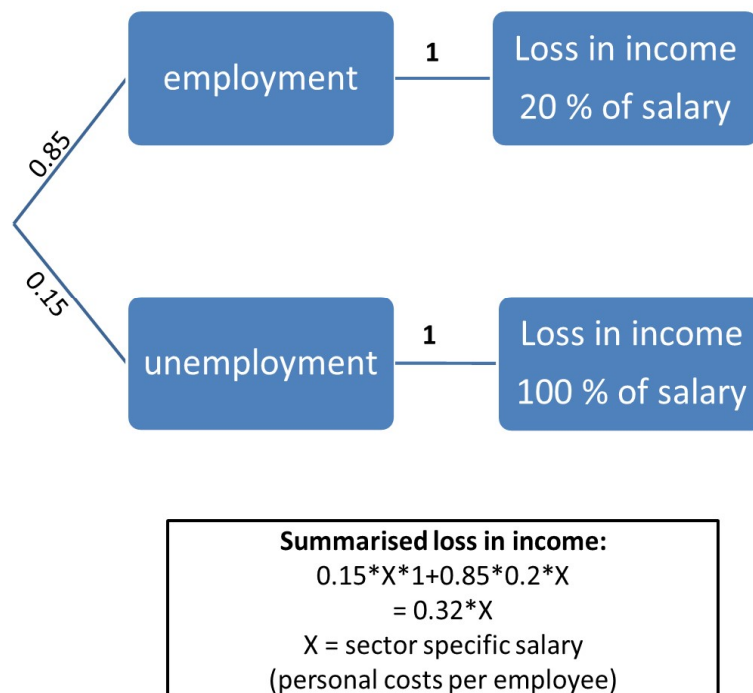 employment
1
Loss in income
20 % of salary
0.85
0.15
unemployment
1
Loss in income
100 % of salary
Summarised loss in income:
0.15*X*1+0.85*0.2*X
= 0.32*X
X = sector specific salary
(personal costs per employee)